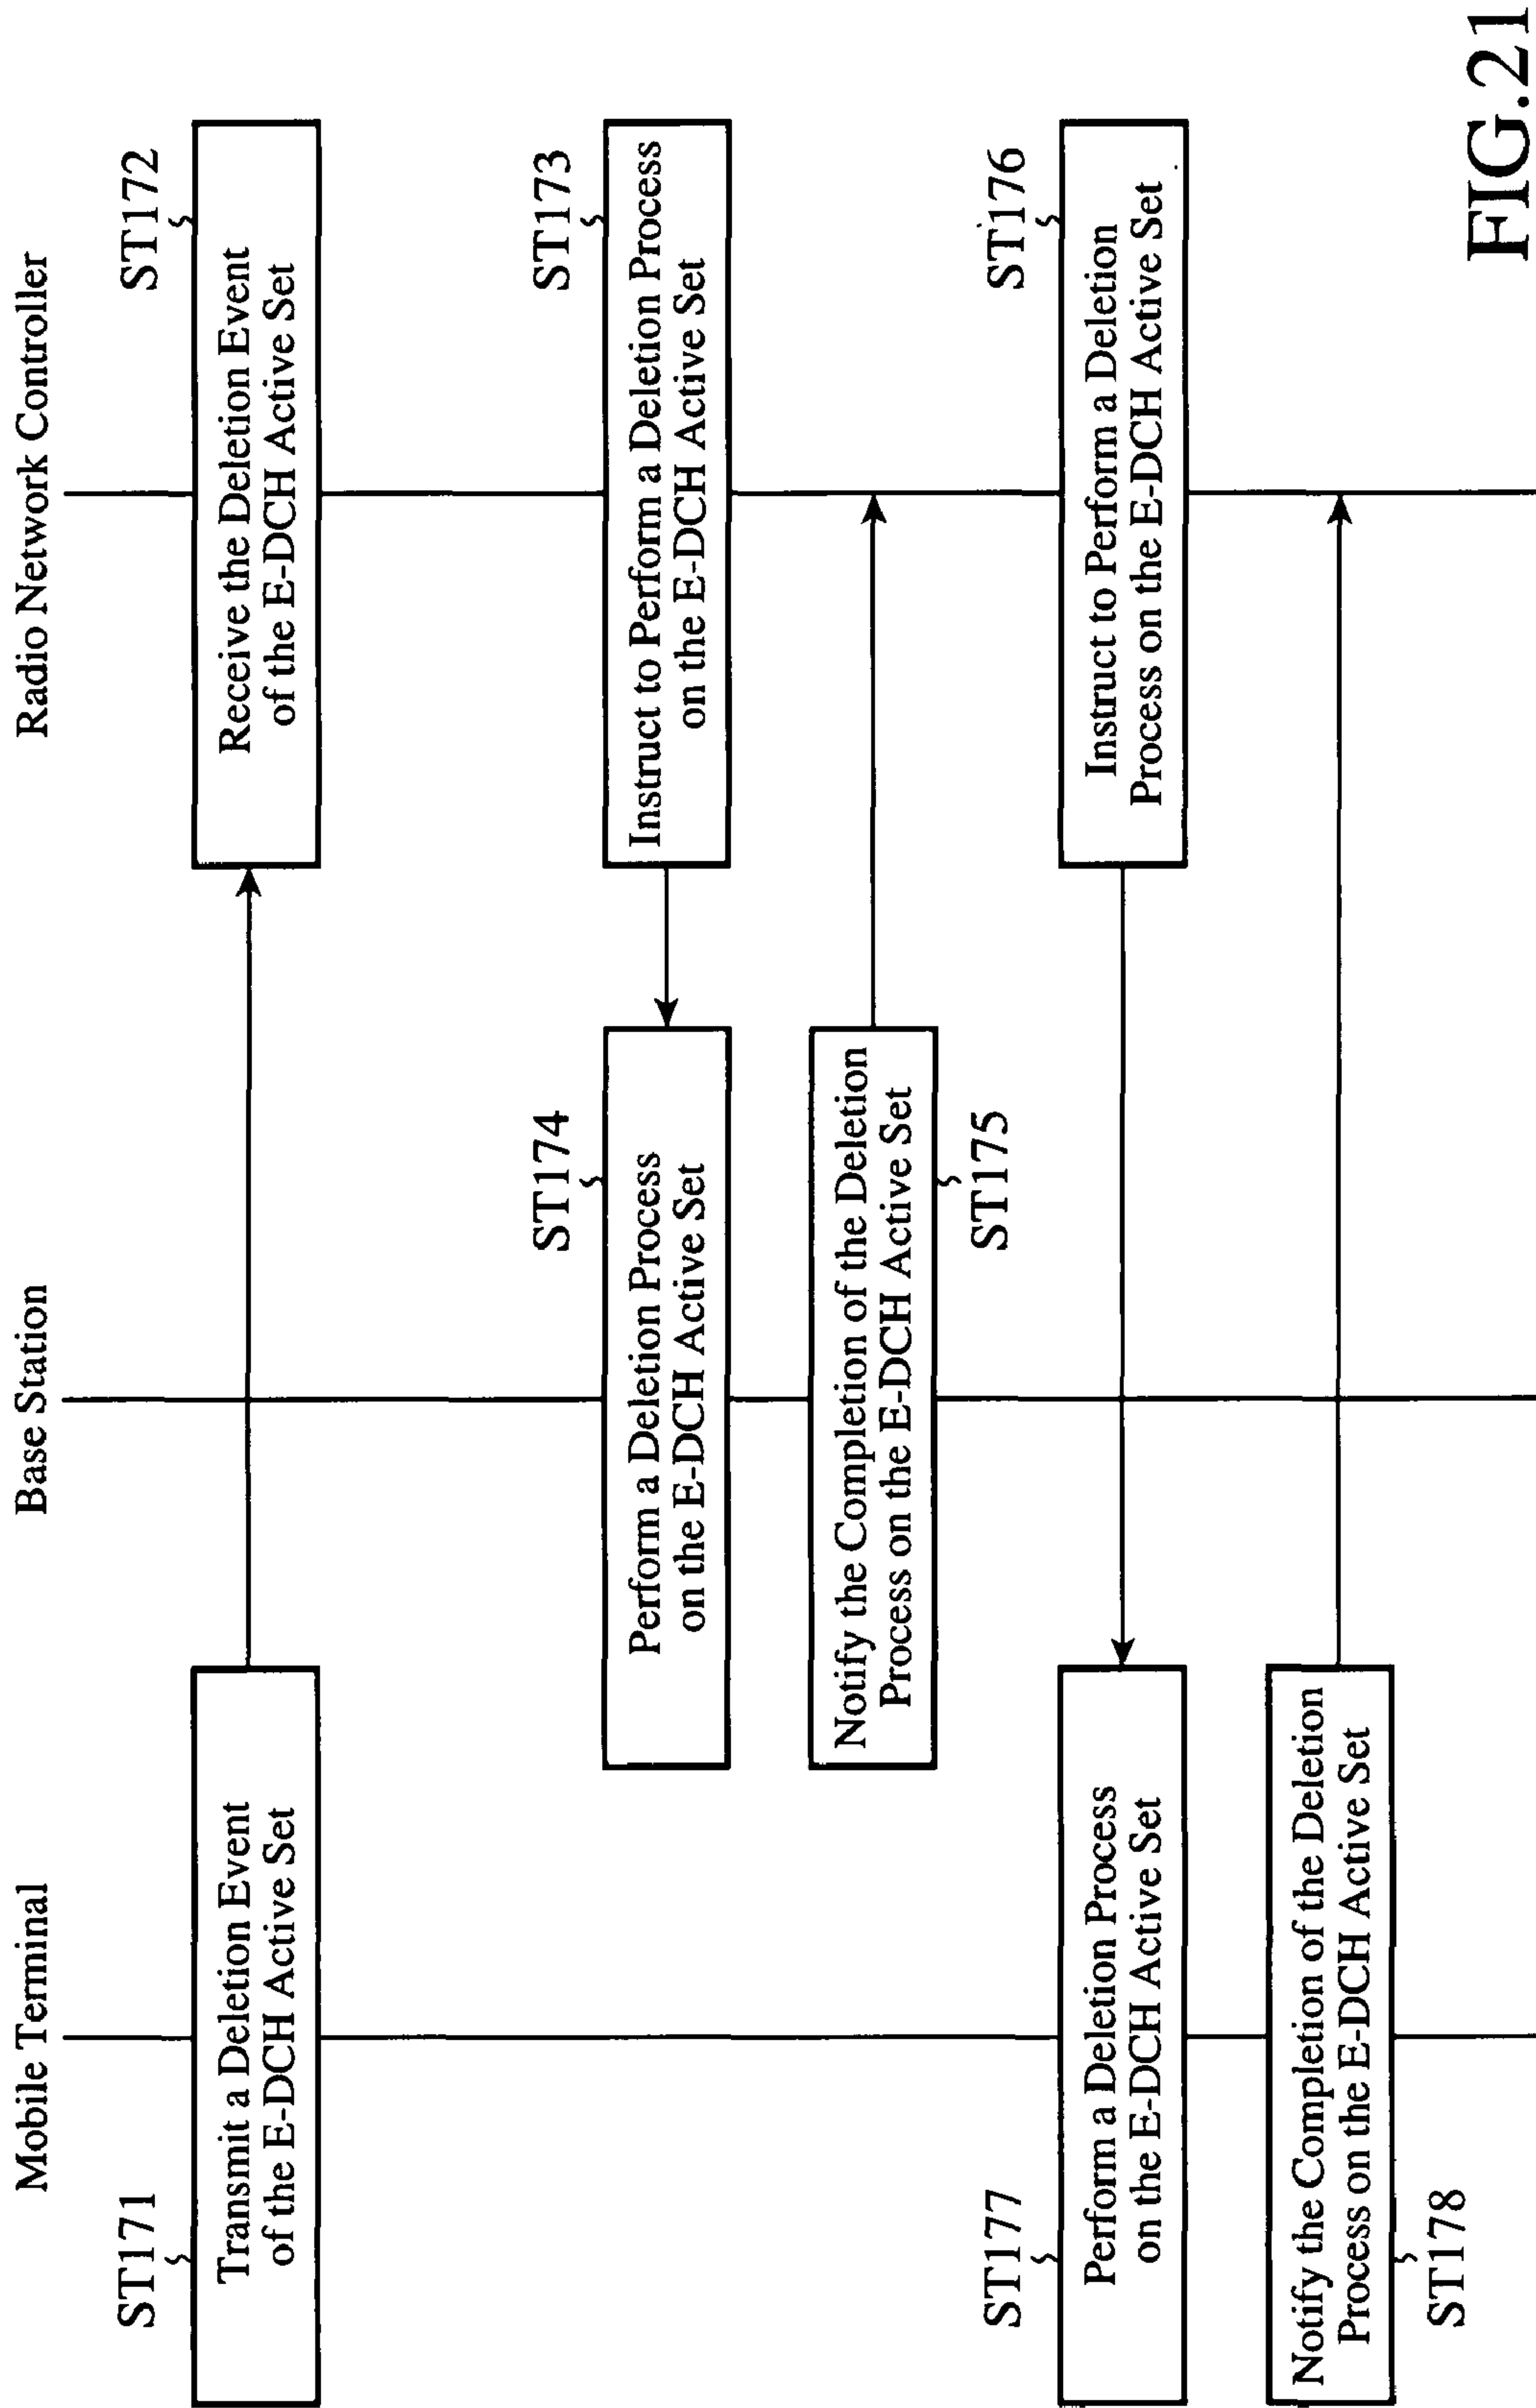 Mobile Terminal
Base Station
Radio Network Controller
ST171
Transmit a Deletion Event
of the E-DCH Active Set
ST172
Receive the Deletion Event
of the E-DCH Active Set
ST173
Instruct to Perform a Deletion Process
on the E-DCH Active Set
ST174
Perform a Deletion Process
on the E-DCH Active Set
Notify the Completion of the Deletion
Process on the E-DCH Active Set
ST175
ST176
Instruct to Perform a Deletion
Process on the E-DCH Active Set
ST177
Perform a Deletion Process
on the E-DCH Active Set
Notify the Completion of the Deletion
Process on the E-DCH Active Set
ST178
FIG.21